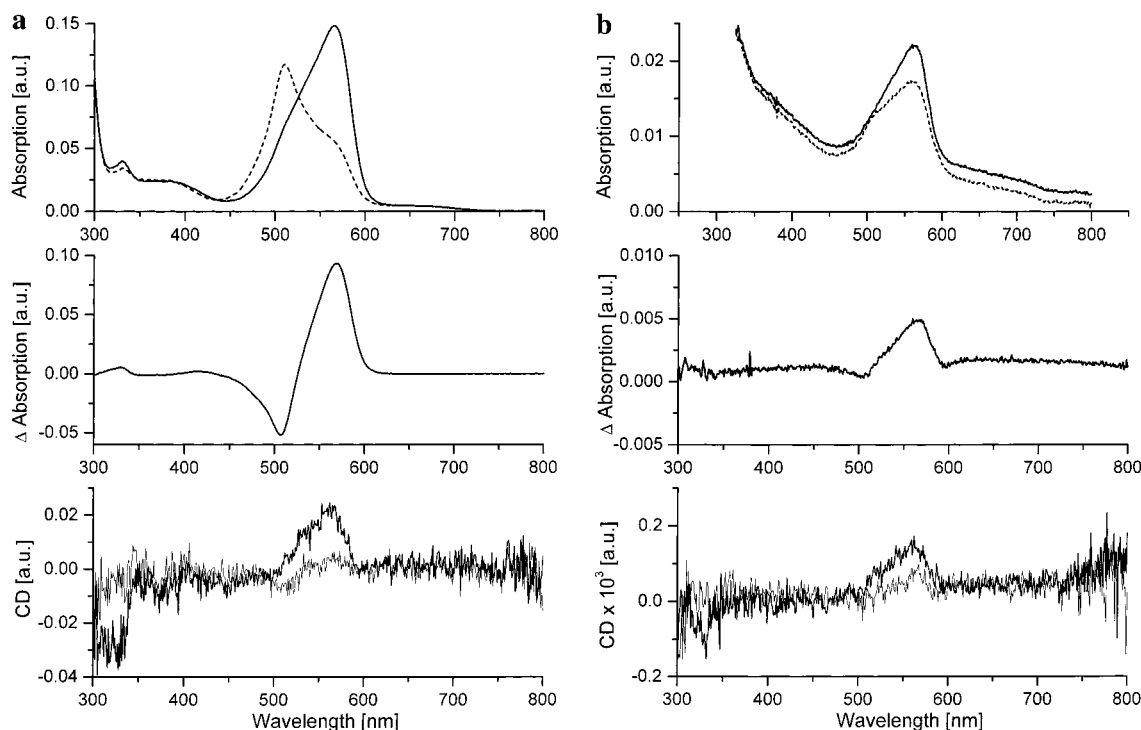 a
b
0.15
0.10
0.05
0.00
Absorption [a.u.]
300 400 500 600 700 800
0.02
0.01
0.00
Absorption [a.u.]
300 400 500 600 700 800
0.10
0.05
0.00
-0.05
Δ Absorption [a.u.]
300 400 500 600 700 800
0.010
0.005
0.000
-0.005
Δ Absorption [a.u.]
300 400 500 600 700 800
0.02
0.00
-0.02
-0.04
CD [a.u.]
300 400 500 600 700 800
Wavelength [nm]
0.2
0.0
-0.2
CD x 10³ [a.u.]
300 400 500 600 700 800
Wavelength [nm]